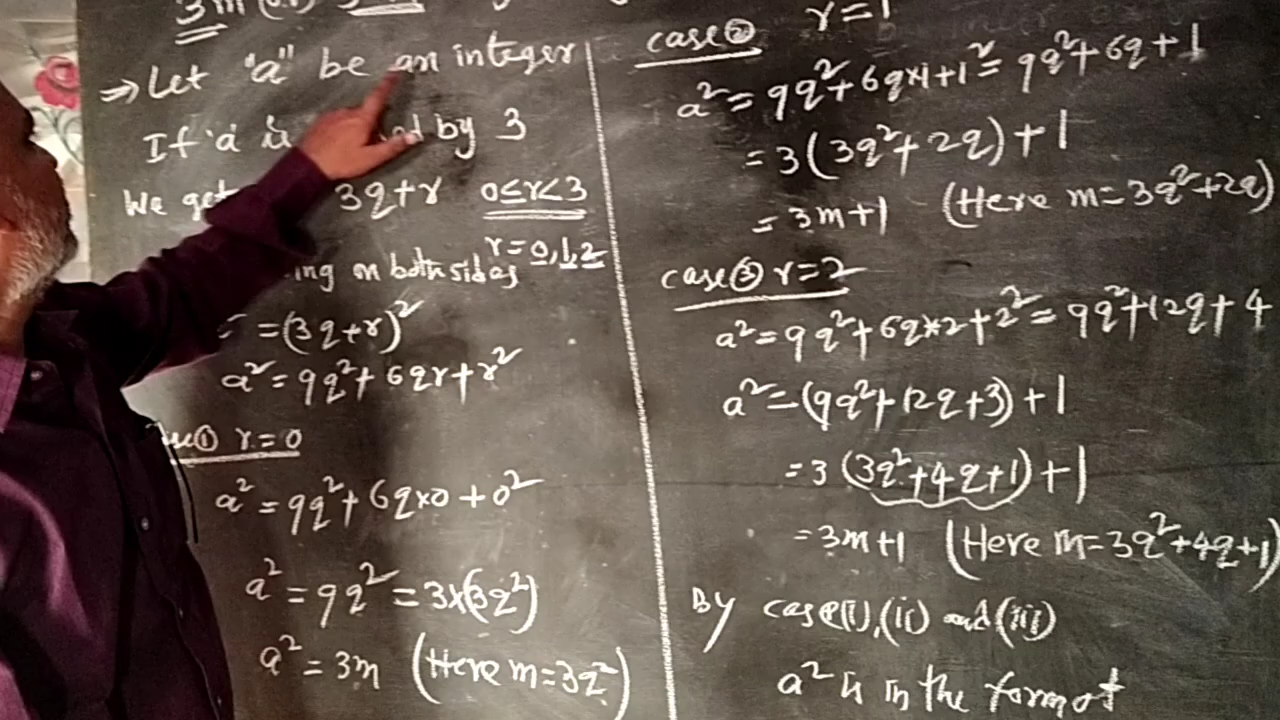 3m
⇒ Let "a" be an integer
If 'a' is by 3
We get 3q+r 0≤r<3
r=0,1,2
on both sides
=(3q+r)²
a²=9q²+6qr+r²
case① r=0
a²=9q²+6q×0+0²
a²=9q²=3×(3q²)
a²=3m (Here m=3q²)
case② r=1
a²=9q²+6q×1+1²=9q²+6q+1
=3(3q²+2q)+1
=3m+1 (Here m=3q²+2q)
case③ r=2
a²=9q²+6q×2+2²=9q²+12q+4
a²=(9q²+12q+3)+1
=3(3q²+4q+1)+1
=3m+1 (Here m=3q²+4q+1)
By case(i),(ii) and (iii)
a² is in the form of